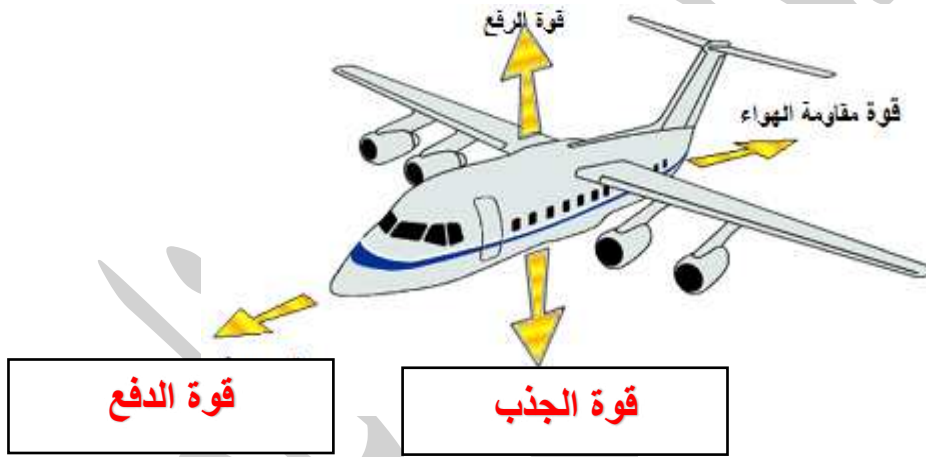 قوة الرفع
قوة مقاومة الهواء
قوة الدفع
قوة الجذب